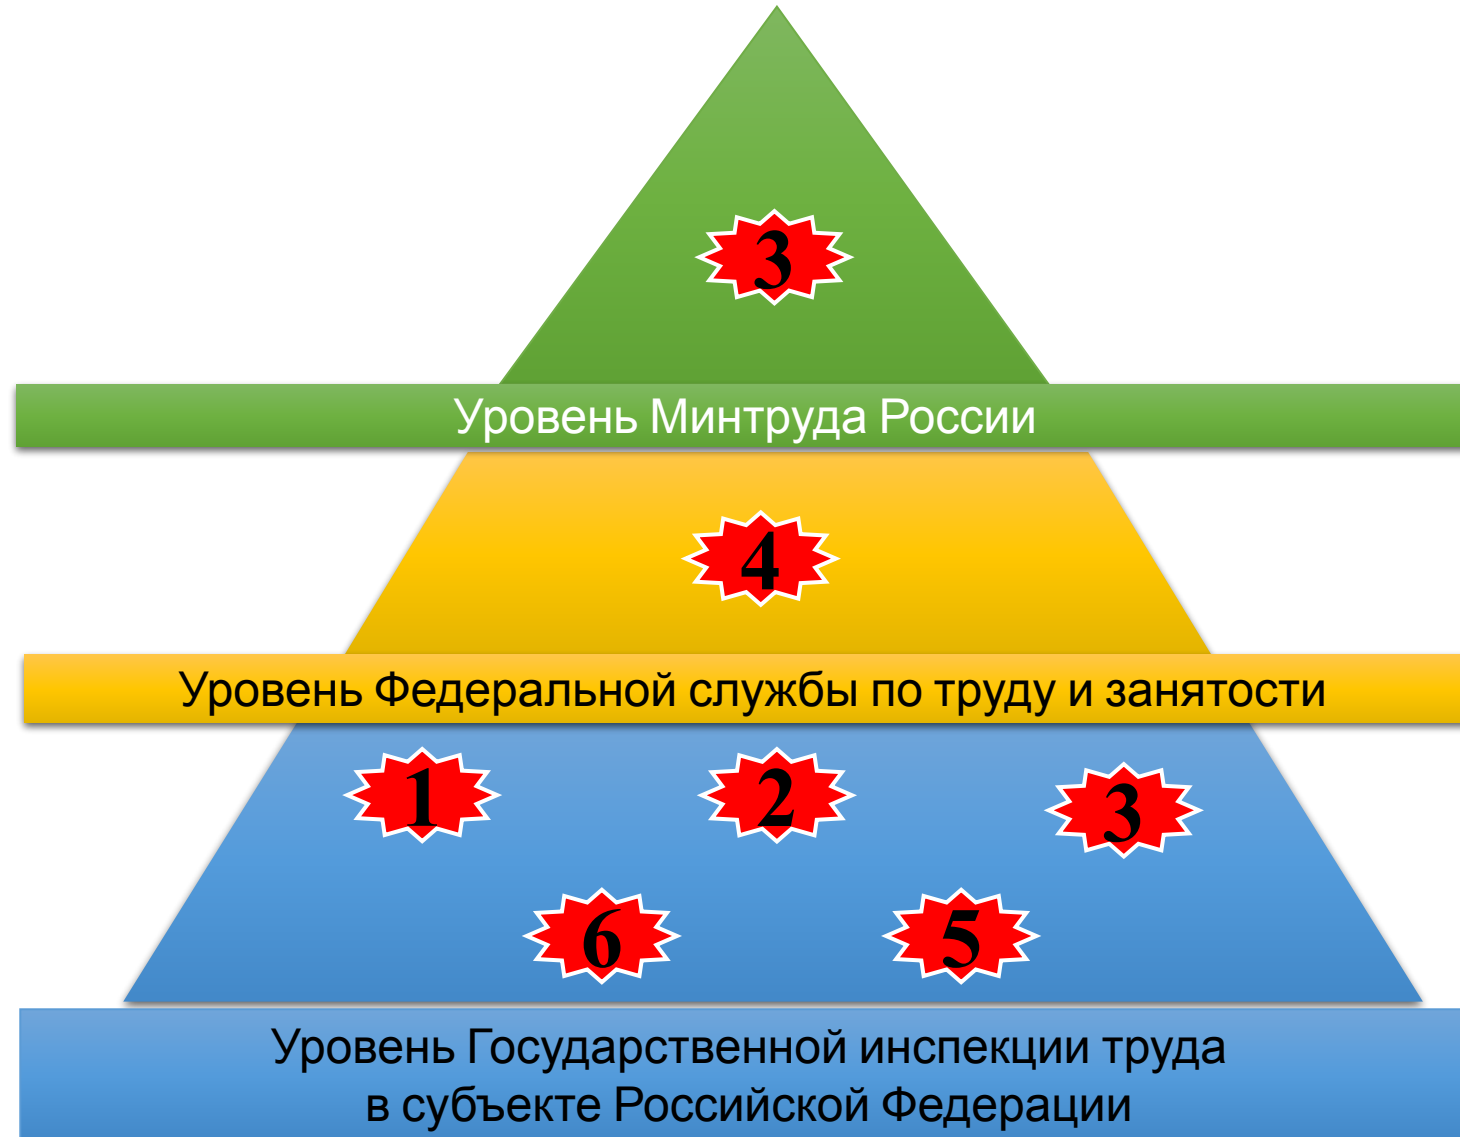 3
Уровень Минтруда России
4
Уровень Федеральной службы по труду и занятости
1 2 3
6 5
Уровень Государственной инспекции труда
в субъекте Российской Федерации